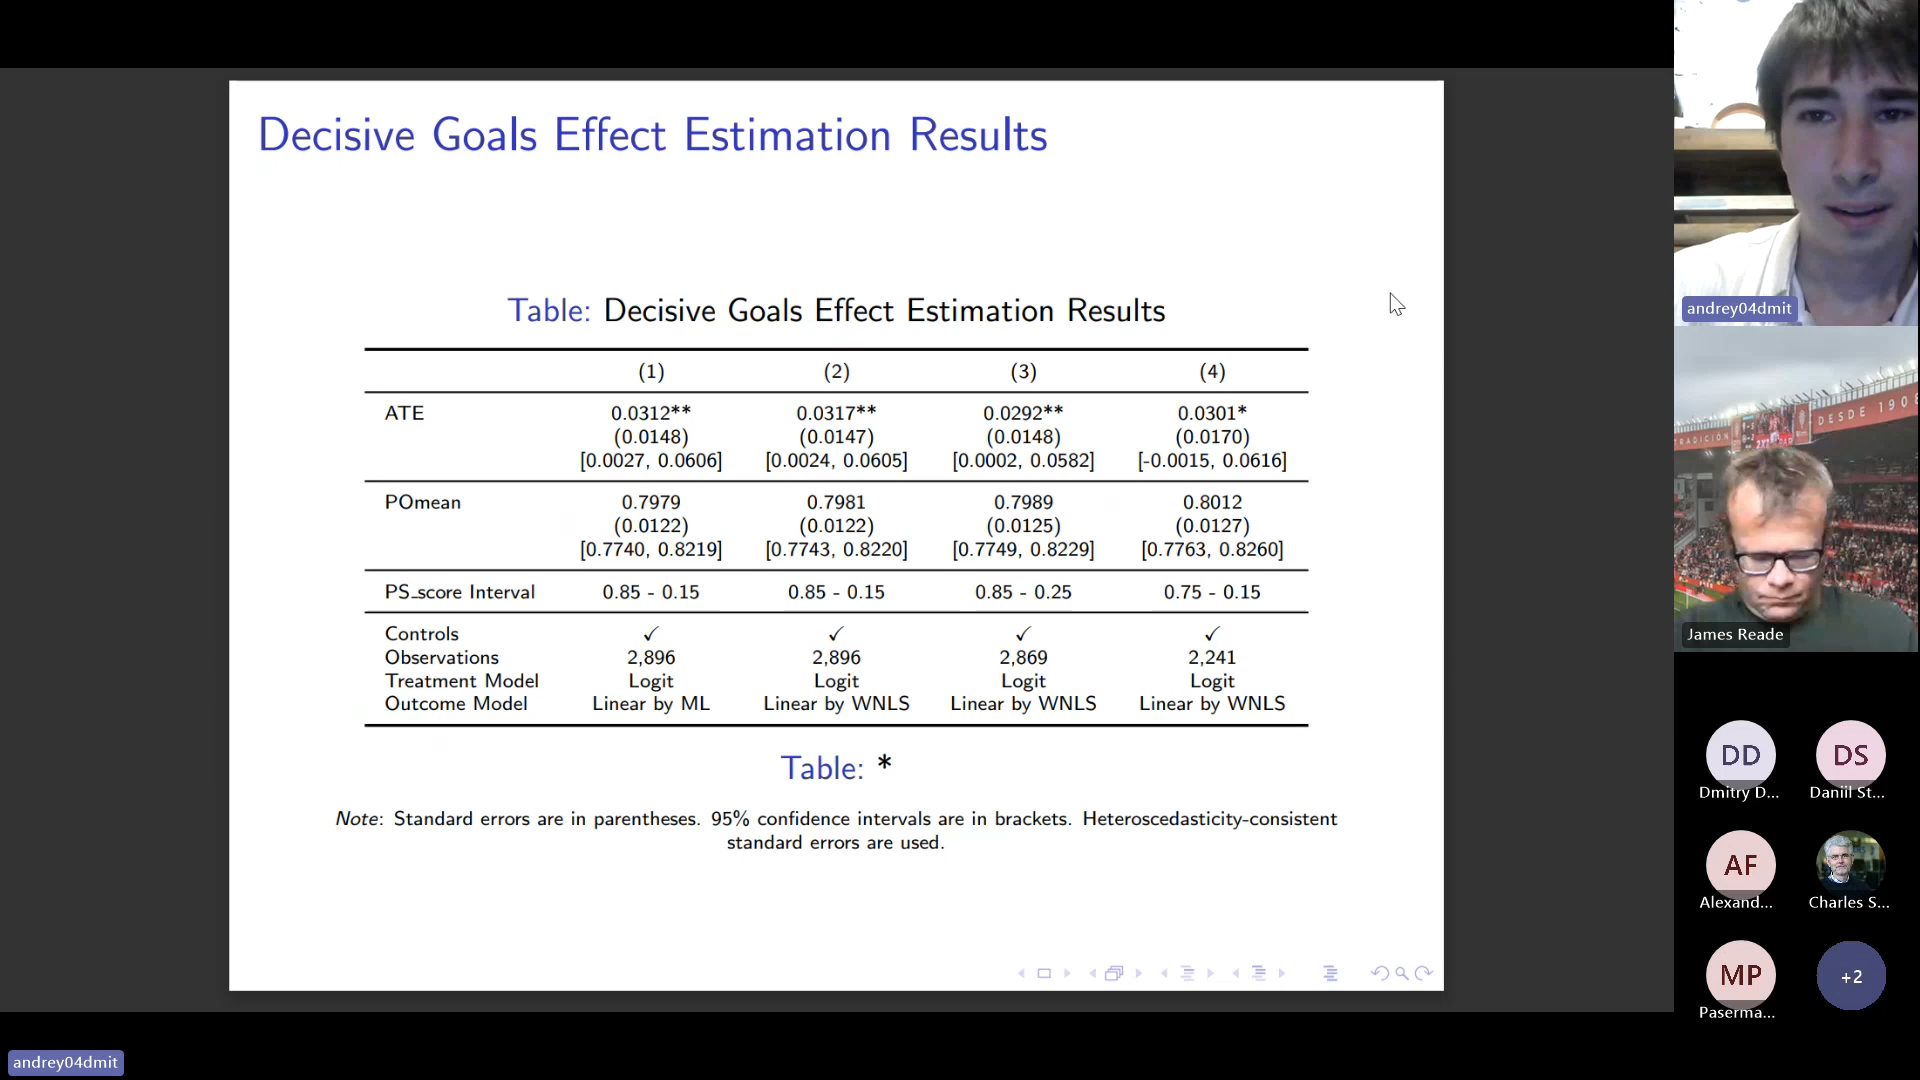 Decisive Goals Effect Estimation Results
Table: Decisive Goals Effect Estimation Results
(1) (2) (3) (4)
ATE 0.0312** 0.0317** 0.0292** 0.0301*
(0.0148) (0.0147) (0.0148) (0.0170)
[0.0027, 0.0606] [0.0024, 0.0605] [0.0002, 0.0582] [-0.0015, 0.0616]
POmean 0.7979 0.7981 0.7989 0.8012
(0.0122) (0.0122) (0.0125) (0.0127)
[0.7740, 0.8219] [0.7743, 0.8220] [0.7749, 0.8229] [0.7763, 0.8260]
PS_score Interval 0.85 - 0.15 0.85 - 0.15 0.85 - 0.25 0.75 - 0.15
Controls ✓ ✓ ✓ ✓
Observations 2,896 2,896 2,869 2,241
Treatment Model Logit Logit Logit Logit
Outcome Model Linear by ML Linear by WNLS Linear by WNLS Linear by WNLS
Table: *
Note: Standard errors are in parentheses. 95% confidence intervals are in brackets. Heteroscedasticity-consistent
standard errors are used.
andrey04dmit
DESDE 1908
TRADICIÓN
James Reade
DD DS
Dmitry D... Daniil St...
AF
Alexand... Charles S...
MP +2
Paserma...
andrey04dmit